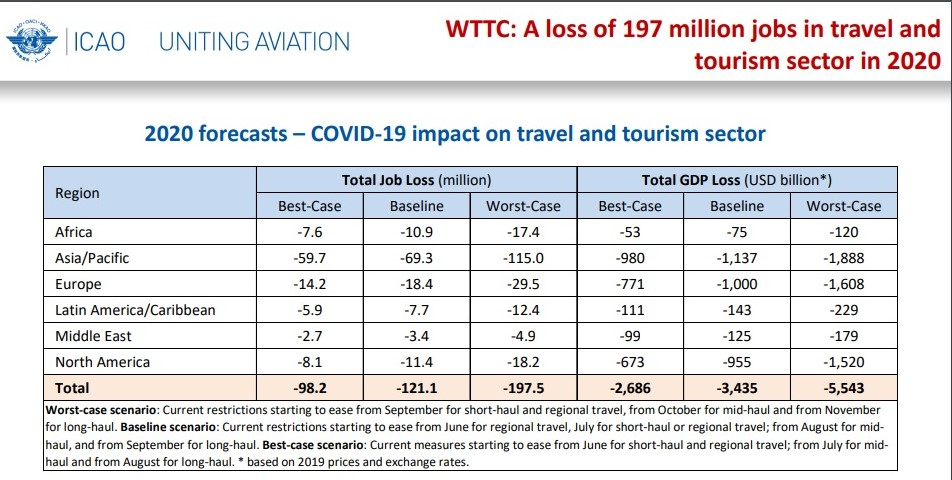 ICAO UNITING AVIATION
WTTC: A loss of 197 million jobs in travel and
tourism sector in 2020
2020 forecasts – COVID-19 impact on travel and tourism sector
Region Total Job Loss (million) Total GDP Loss (USD billion*)
Best-Case Baseline Worst-Case Best-Case Baseline Worst-Case
Africa -7.6 -10.9 -17.4 -53 -75 -120
Asia/Pacific -59.7 -69.3 -115.0 -980 -1,137 -1,888
Europe -14.2 -18.4 -29.5 -771 -1,000 -1,608
Latin America/Caribbean -5.9 -7.7 -12.4 -111 -143 -229
Middle East -2.7 -3.4 -4.9 -99 -125 -179
North America -8.1 -11.4 -18.2 -673 -955 -1,520
Total -98.2 -121.1 -197.5 -2,686 -3,435 -5,543
Worst-case scenario: Current restrictions starting to ease from September for short-haul and regional travel, from October for mid-haul and from November
for long-haul. Baseline scenario: Current restrictions starting to ease from June for regional travel, July for short-haul or regional travel; from August for mid-
haul, and from September for long-haul. Best-case scenario: Current measures starting to ease from June for short-haul and regional travel; from July for mid-
haul and from August for long-haul. * based on 2019 prices and exchange rates.